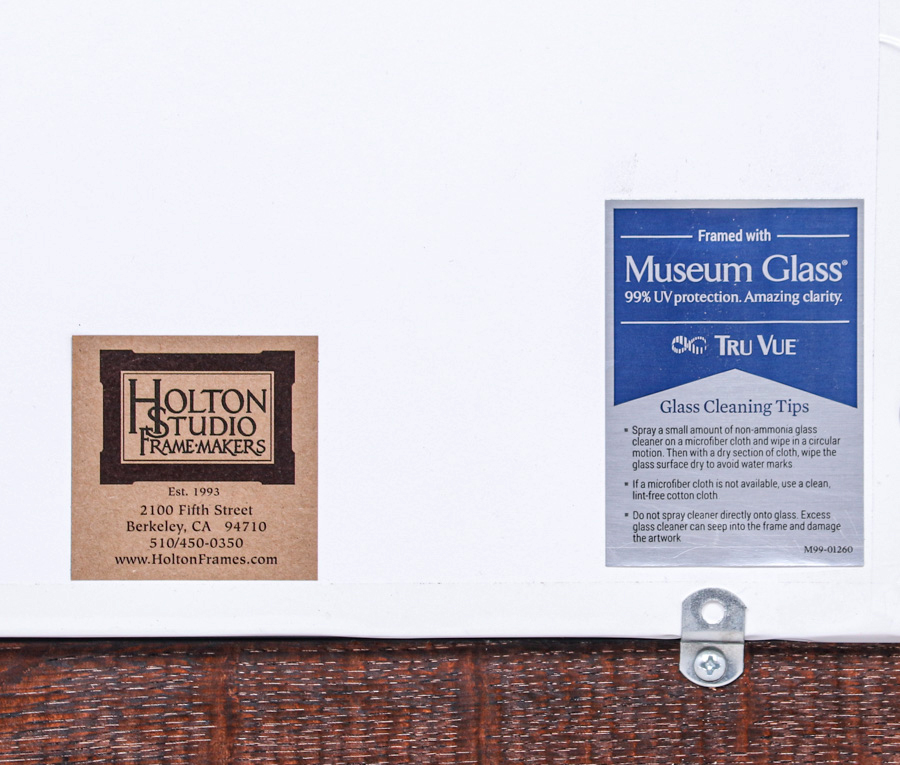 Framed with
Museum Glass®
99% UV protection. Amazing clarity.
TRU VUE
Glass Cleaning Tips
▪ Spray a small amount of non-ammonia glass
cleaner on a microfiber cloth and wipe in a circular
motion. Then with a dry section of cloth, wipe the
glass surface dry to avoid water marks
▪ If a microfiber cloth is not available, use a clean,
lint-free cotton cloth
▪ Do not spray cleaner directly onto glass. Excess
glass cleaner can seep into the frame and damage
the artwork
M99-01260
HOLTON
STUDIO
FRAME·MAKERS
Est. 1993
2100 Fifth Street
Berkeley, CA 94710
510/450-0350
www.HoltonFrames.com